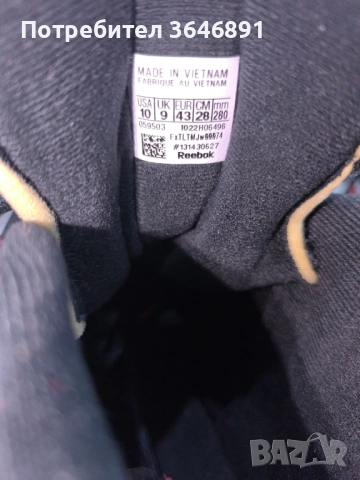 Потребител 3646891
MADE IN VIETNAM
FABRIQUE AU VIETNAM
USA UK EUR CM mm
10 9 43 28 280
059503 1022H06496
#131430627
Reebok
BAZAR